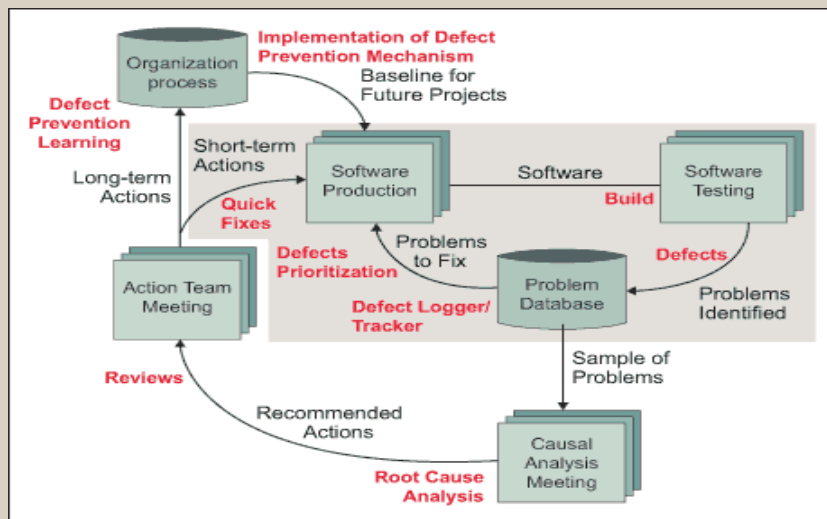 Organization
process
Implementation of Defect
Prevention Mechanism
Baseline for
Future Projects
Defect
Prevention
Learning
Short-term
Actions
Long-term
Actions
Quick
Fixes
Software
Production
Software
Build
Software
Testing
Defects
Prioritization
Problems
to Fix
Defects
Problems
Identified
Problem
Database
Defect Logger/
Tracker
Action Team
Meeting
Sample of
Problems
Reviews
Recommended
Actions
Root Cause
Analysis
Causal
Analysis
Meeting